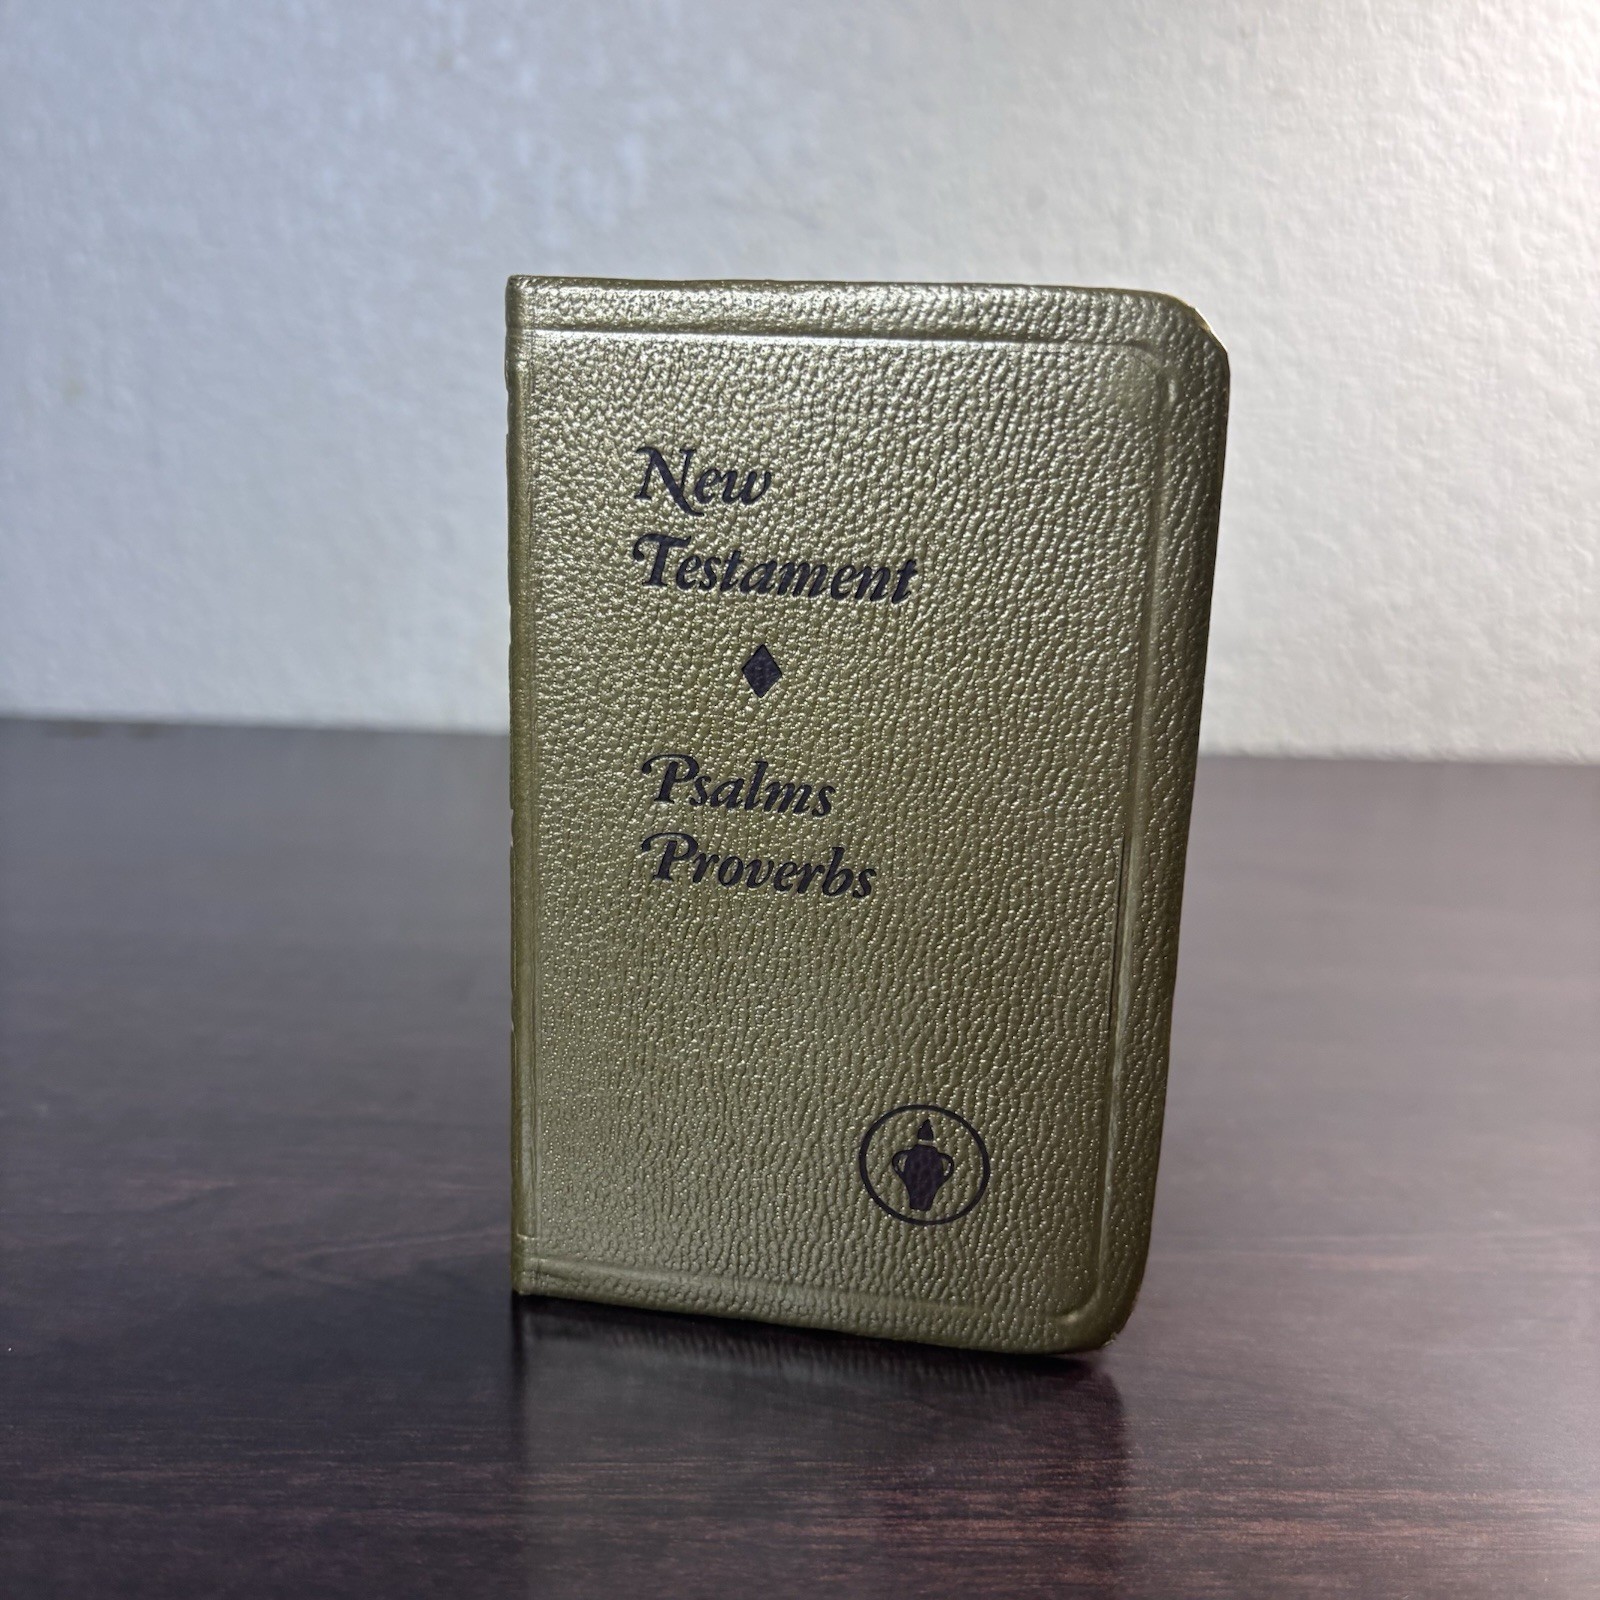 New
Testament
Psalms
Proverbs